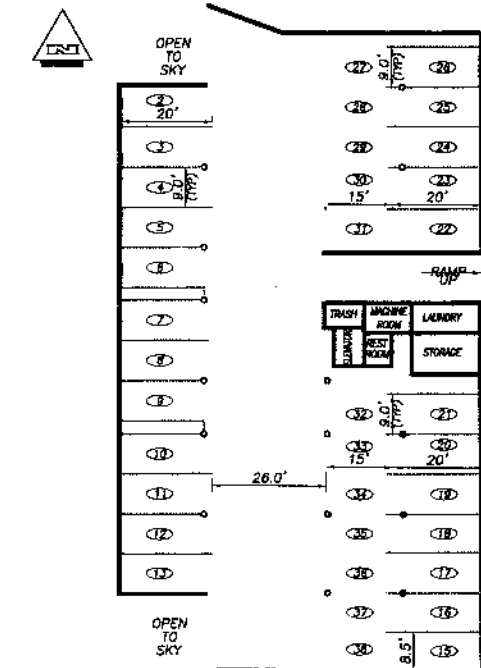 N
OPEN
TO
SKY
2
20'
3
4
9.0'
(TYP)
5
6
7
8
9
10
11
12
13
OPEN
TO
SKY
26.0'
27
9.0'
(TYP)
26
28
25
29
24
30
23
15'
20'
31
22
RAMP
UP
TRASH
MACHINE
ROOM
LAUNDRY
ELEVATOR
REST
ROOM
STORAGE
32
9.0'
(TYP)
21
33
20
15'
20'
34
19
35
18
36
17
37
16
38
8.5'
15